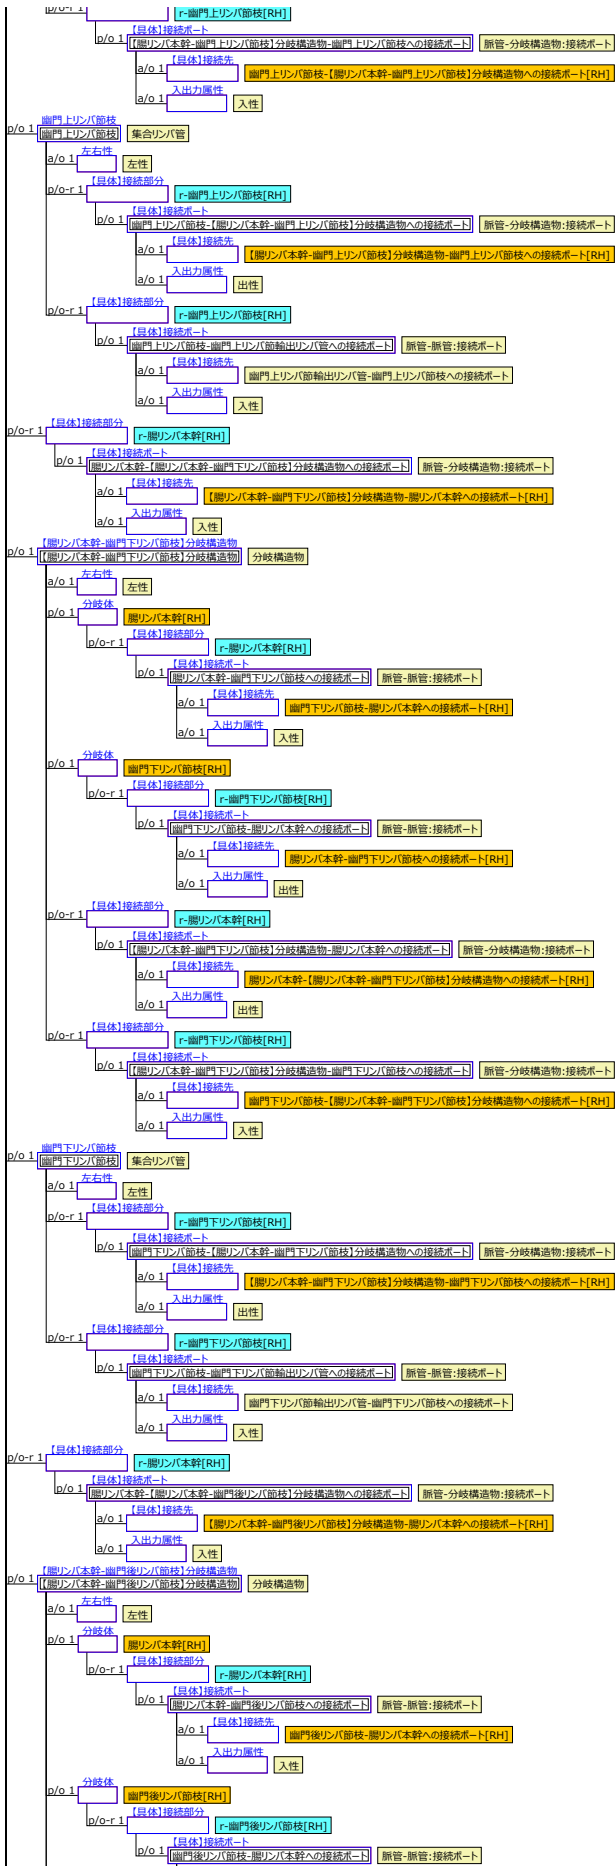 p/o-r 1 r-幽門上リンパ節枝[RH]
【具体】接続ポート
p/o 1 【腸リンパ本幹-幽門上リンパ節枝】分岐構造物-幽門上リンパ節枝への接続ポート 脈管-分岐構造物:接続ポート
【具体】接続先
a/o 1 幽門上リンパ節枝-【腸リンパ本幹-幽門上リンパ節枝】分岐構造物への接続ポート[RH]
入出力属性
a/o 1 入性
幽門上リンパ節枝
p/o 1 幽門上リンパ節枝 集合リンパ管
左右性
a/o 1 左性
【具体】接続部分
p/o-r 1 r-幽門上リンパ節枝[RH]
【具体】接続ポート
p/o 1 幽門上リンパ節枝-【腸リンパ本幹-幽門上リンパ節枝】分岐構造物への接続ポート 脈管-分岐構造物:接続ポート
【具体】接続先
a/o 1 【腸リンパ本幹-幽門上リンパ節枝】分岐構造物-幽門上リンパ節枝への接続ポート[RH]
入出力属性
a/o 1 出性
【具体】接続部分
p/o-r 1 r-幽門上リンパ節枝[RH]
【具体】接続ポート
p/o 1 幽門上リンパ節枝-幽門上リンパ節輸出リンパ管への接続ポート 脈管-脈管:接続ポート
【具体】接続先
a/o 1 幽門上リンパ節輸出リンパ管-幽門上リンパ節枝への接続ポート
入出力属性
a/o 1 入性
【具体】接続部分
p/o-r 1 r-腸リンパ本幹[RH]
【具体】接続ポート
p/o 1 腸リンパ本幹-【腸リンパ本幹-幽門下リンパ節枝】分岐構造物への接続ポート 脈管-分岐構造物:接続ポート
【具体】接続先
a/o 1 【腸リンパ本幹-幽門下リンパ節枝】分岐構造物-腸リンパ本幹への接続ポート[RH]
入出力属性
a/o 1 入性
【腸リンパ本幹-幽門下リンパ節枝】分岐構造物
p/o 1 【腸リンパ本幹-幽門下リンパ節枝】分岐構造物 分岐構造物
左右性
a/o 1 左性
分岐体
p/o 1 腸リンパ本幹[RH]
【具体】接続部分
p/o-r 1 r-腸リンパ本幹[RH]
【具体】接続ポート
p/o 1 腸リンパ本幹-幽門下リンパ節枝への接続ポート 脈管-脈管:接続ポート
【具体】接続先
a/o 1 幽門下リンパ節枝-腸リンパ本幹への接続ポート[RH]
入出力属性
a/o 1 入性
分岐体
p/o 1 幽門下リンパ節枝[RH]
【具体】接続部分
p/o-r 1 r-幽門下リンパ節枝[RH]
【具体】接続ポート
p/o 1 幽門下リンパ節枝-腸リンパ本幹への接続ポート 脈管-脈管:接続ポート
【具体】接続先
a/o 1 腸リンパ本幹-幽門下リンパ節枝への接続ポート[RH]
入出力属性
a/o 1 出性
【具体】接続部分
p/o-r 1 r-腸リンパ本幹[RH]
【具体】接続ポート
p/o 1 【腸リンパ本幹-幽門下リンパ節枝】分岐構造物-腸リンパ本幹への接続ポート 脈管-分岐構造物:接続ポート
【具体】接続先
a/o 1 腸リンパ本幹-【腸リンパ本幹-幽門下リンパ節枝】分岐構造物への接続ポート[RH]
入出力属性
a/o 1 出性
【具体】接続部分
p/o-r 1 r-幽門下リンパ節枝[RH]
【具体】接続ポート
p/o 1 【腸リンパ本幹-幽門下リンパ節枝】分岐構造物-幽門下リンパ節枝への接続ポート 脈管-分岐構造物:接続ポート
【具体】接続先
a/o 1 幽門下リンパ節枝-【腸リンパ本幹-幽門下リンパ節枝】分岐構造物への接続ポート[RH]
入出力属性
a/o 1 入性
幽門下リンパ節枝
p/o 1 幽門下リンパ節枝 集合リンパ管
左右性
a/o 1 左性
【具体】接続部分
p/o-r 1 r-幽門下リンパ節枝[RH]
【具体】接続ポート
p/o 1 幽門下リンパ節枝-【腸リンパ本幹-幽門下リンパ節枝】分岐構造物への接続ポート 脈管-分岐構造物:接続ポート
【具体】接続先
a/o 1 【腸リンパ本幹-幽門下リンパ節枝】分岐構造物-幽門下リンパ節枝への接続ポート[RH]
入出力属性
a/o 1 出性
【具体】接続部分
p/o-r 1 r-幽門下リンパ節枝[RH]
【具体】接続ポート
p/o 1 幽門下リンパ節枝-幽門下リンパ節輸出リンパ管への接続ポート 脈管-脈管:接続ポート
【具体】接続先
a/o 1 幽門下リンパ節輸出リンパ管-幽門下リンパ節枝への接続ポート
入出力属性
a/o 1 入性
【具体】接続部分
p/o-r 1 r-腸リンパ本幹[RH]
【具体】接続ポート
p/o 1 腸リンパ本幹-【腸リンパ本幹-幽門後リンパ節枝】分岐構造物への接続ポート 脈管-分岐構造物:接続ポート
【具体】接続先
a/o 1 【腸リンパ本幹-幽門後リンパ節枝】分岐構造物-腸リンパ本幹への接続ポート[RH]
入出力属性
a/o 1 入性
【腸リンパ本幹-幽門後リンパ節枝】分岐構造物
p/o 1 【腸リンパ本幹-幽門後リンパ節枝】分岐構造物 分岐構造物
左右性
a/o 1 左性
分岐体
p/o 1 腸リンパ本幹[RH]
【具体】接続部分
p/o-r 1 r-腸リンパ本幹[RH]
【具体】接続ポート
p/o 1 腸リンパ本幹-幽門後リンパ節枝への接続ポート 脈管-脈管:接続ポート
【具体】接続先
a/o 1 幽門後リンパ節枝-腸リンパ本幹への接続ポート[RH]
入出力属性
a/o 1 入性
分岐体
p/o 1 幽門後リンパ節枝[RH]
【具体】接続部分
p/o-r 1 r-幽門後リンパ節枝[RH]
【具体】接続ポート
p/o 1 幽門後リンパ節枝-腸リンパ本幹への接続ポート 脈管-脈管:接続ポート